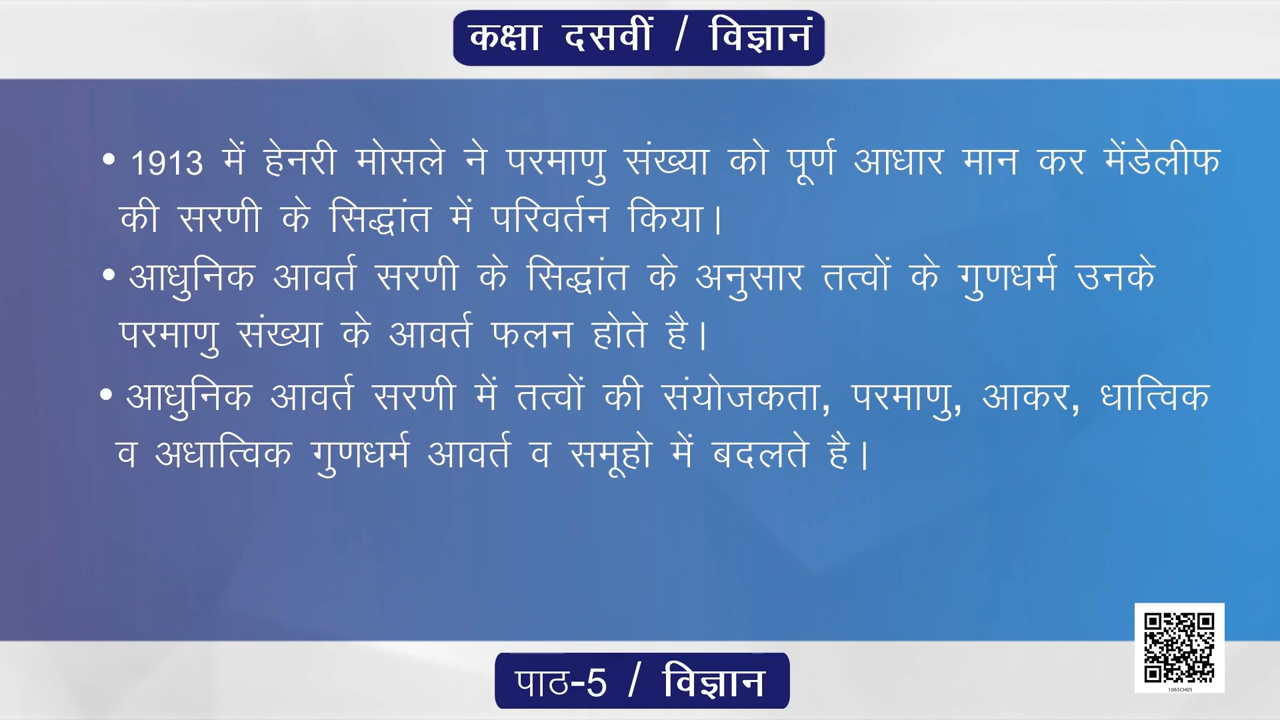 कक्षा दसवीं / विज्ञानं
• 1913 में हेनरी मोसले ने परमाणु संख्या को पूर्ण आधार मान कर मेंडेलीफ
की सरणी के सिद्धांत में परिवर्तन किया।
• आधुनिक आवर्त सरणी के सिद्धांत के अनुसार तत्वों के गुणधर्म उनके
परमाणु संख्या के आवर्त फलन होते है।
• आधुनिक आवर्त सरणी में तत्वों की संयोजकता, परमाणु, आकर, धात्विक
व अधात्विक गुणधर्म आवर्त व समूहो में बदलते है।
1065CH05
पाठ-5 / विज्ञान